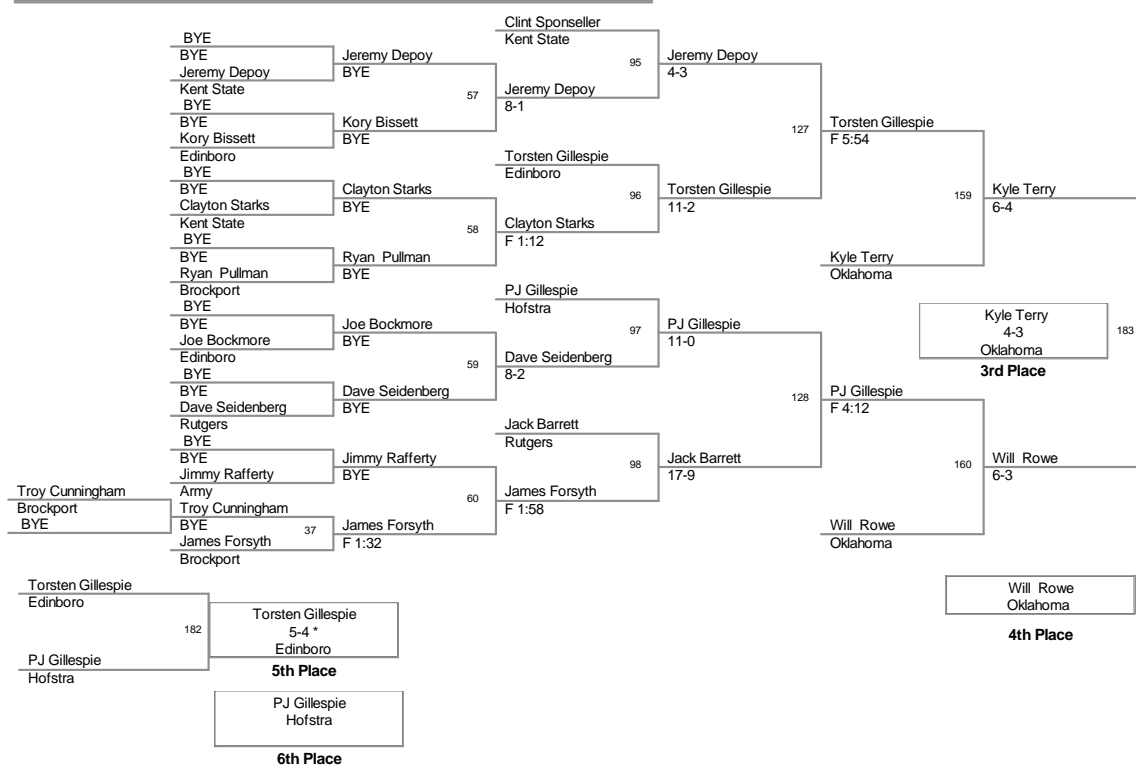 Clint Sponseller
Kent State
95
Jeremy Depoy
4-3
BYE
BYE
Jeremy Depoy
Kent State
Jeremy Depoy
BYE
57
Jeremy Depoy
8-1
BYE
BYE
Kory Bissett
Edinboro
Kory Bissett
BYE
127
Torsten Gillespie
F 5:54
Torsten Gillespie
Edinboro
96
Torsten Gillespie
11-2
BYE
BYE
Clayton Starks
Kent State
Clayton Starks
BYE
58
Clayton Starks
F 1:12
BYE
BYE
Ryan Pullman
Brockport
Ryan Pullman
BYE
159
Kyle Terry
6-4
Kyle Terry
Oklahoma
PJ Gillespie
Hofstra
97
PJ Gillespie
11-0
BYE
BYE
Joe Bockmore
Edinboro
Joe Bockmore
BYE
59
Dave Seidenberg
8-2
BYE
BYE
Dave Seidenberg
Rutgers
Dave Seidenberg
BYE
Kyle Terry
4-3
Oklahoma
183
3rd Place
128
PJ Gillespie
F 4:12
Jack Barrett
Rutgers
98
Jack Barrett
17-9
BYE
BYE
Jimmy Rafferty
Army
Jimmy Rafferty
BYE
60
James Forsyth
F 1:58
Troy Cunningham
Brockport
BYE
Troy Cunningham
BYE
37
James Forsyth
Brockport
James Forsyth
F 1:32
160
Will Rowe
6-3
Will Rowe
Oklahoma
Torsten Gillespie
Edinboro
182
PJ Gillespie
Hofstra
Torsten Gillespie
5-4 *
Edinboro
5th Place
PJ Gillespie
Hofstra
6th Place
Will Rowe
Oklahoma
4th Place